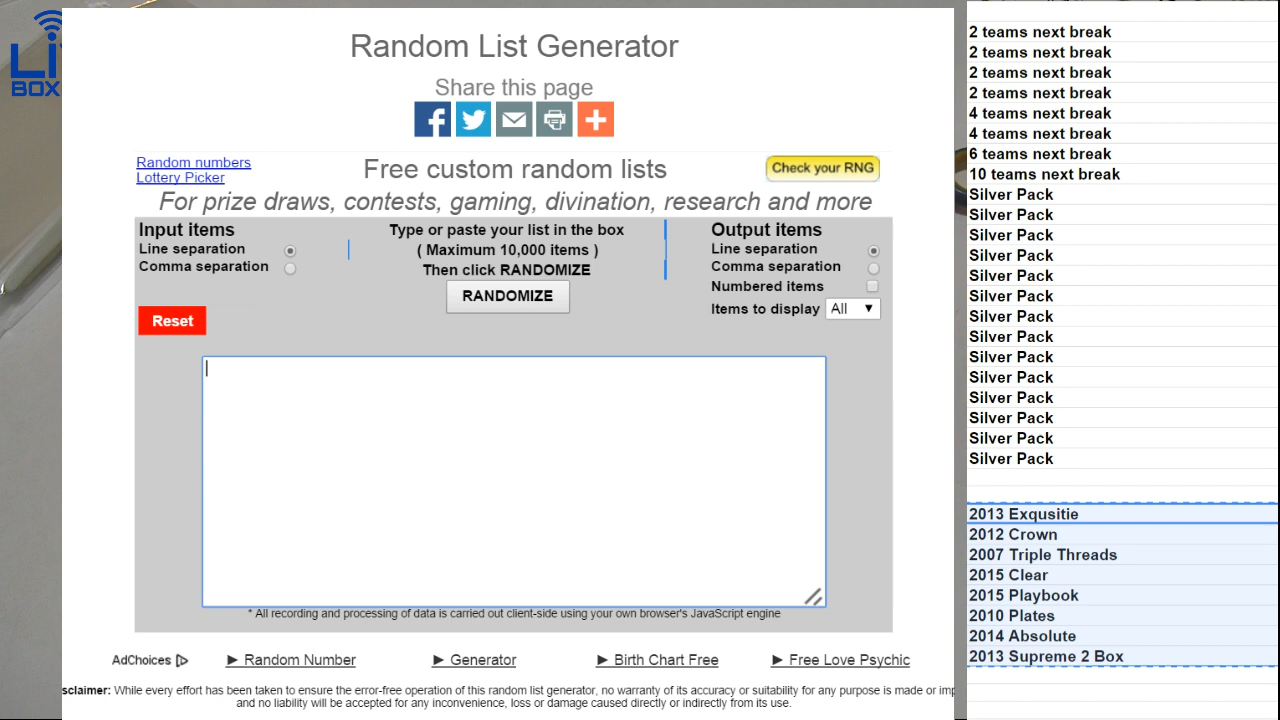 Li
BOX
Random List Generator
Share this page
Random numbers
Lottery Picker
Free custom random lists
Check your RNG
For prize draws, contests, gaming, divination, research and more
Input items
Line separation
Comma separation
Reset
Type or paste your list in the box
( Maximum 10,000 items )
Then click RANDOMIZE
RANDOMIZE
Output items
Line separation
Comma separation
Numbered items
Items to display All ▼
* All recording and processing of data is carried out client-side using your own browser's JavaScript engine
AdChoices
► Random Number
► Generator
► Birth Chart Free
► Free Love Psychic
sclaimer: While every effort has been taken to ensure the error-free operation of this random list generator, no warranty of its accuracy or suitability for any purpose is made or imp
and no liability will be accepted for any inconvenience, loss or damage caused directly or indirectly from its use.
2 teams next break
2 teams next break
2 teams next break
2 teams next break
4 teams next break
4 teams next break
6 teams next break
10 teams next break
Silver Pack
Silver Pack
Silver Pack
Silver Pack
Silver Pack
Silver Pack
Silver Pack
Silver Pack
Silver Pack
Silver Pack
Silver Pack
Silver Pack
Silver Pack
Silver Pack
2013 Exqusitie
2012 Crown
2007 Triple Threads
2015 Clear
2015 Playbook
2010 Plates
2014 Absolute
2013 Supreme 2 Box